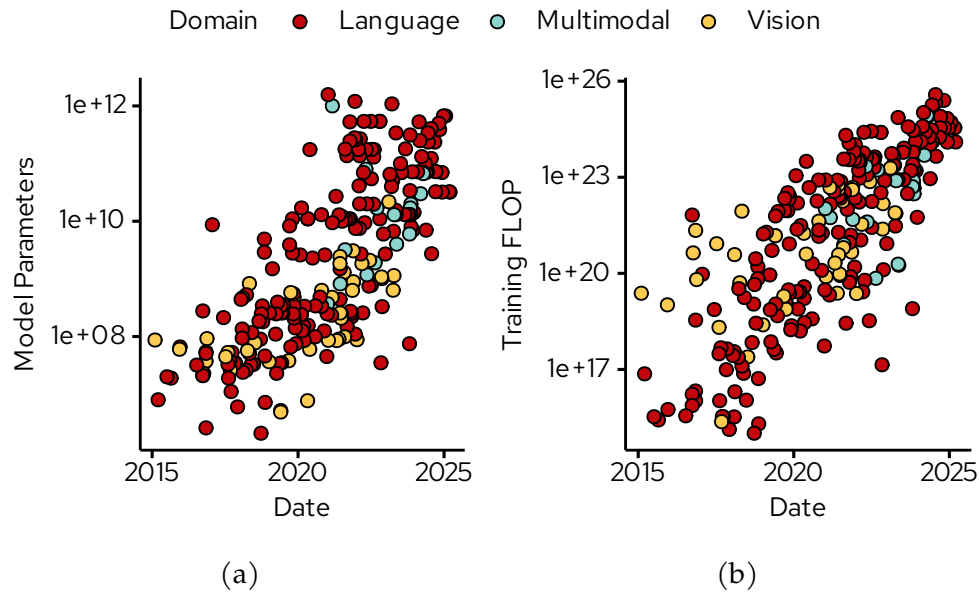 Domain Language Multimodal Vision
Model Parameters
1e+12
1e+10
1e+08
2015 2020 2025
Date
(a)
Training FLOP
1e+26
1e+23
1e+20
1e+17
2015 2020 2025
Date
(b)